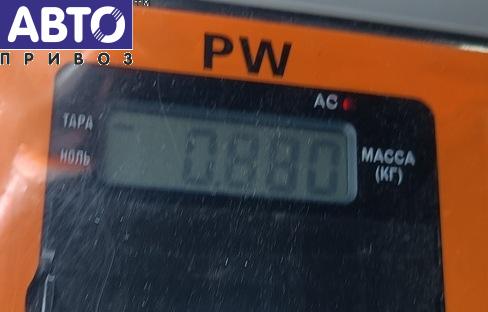 АВТО
ПРИВОЗ
PW
AC
ТАРА
НОЛЬ
0.880
МАССА
(КГ)